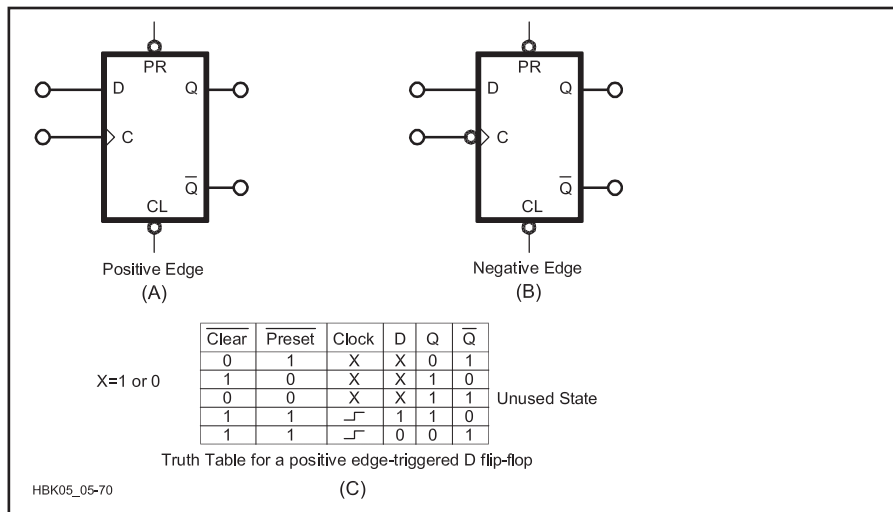 PR
D Q
C
Q̅
CL
Positive Edge
(A)
PR
D Q
C
Q̅
CL
Negative Edge
(B)
X=1 or 0
C̅l̅e̅a̅r̅ P̅r̅e̅s̅e̅t̅ Clock D Q Q̅
0 1 X X 0 1
1 0 X X 1 0
0 0 X X 1 1 Unused State
1 1 1 1 0
1 1 0 0 1
Truth Table for a positive edge-triggered D flip-flop
(C)
HBK05_05-70